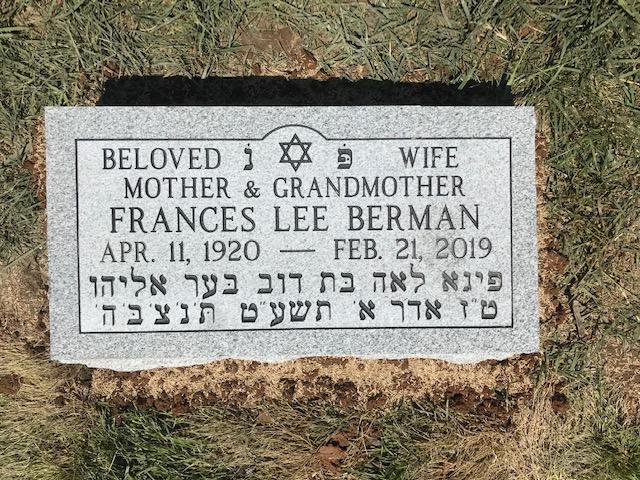 BELOVED נ פ WIFE
MOTHER & GRANDMOTHER
FRANCES LEE BERMAN
APR. 11, 1920 — FEB. 21, 2019
פיגא לאה בת דוב בער אליהו
ט"ז אדר א' תשע"ט ת'נ'צ'ב'ה